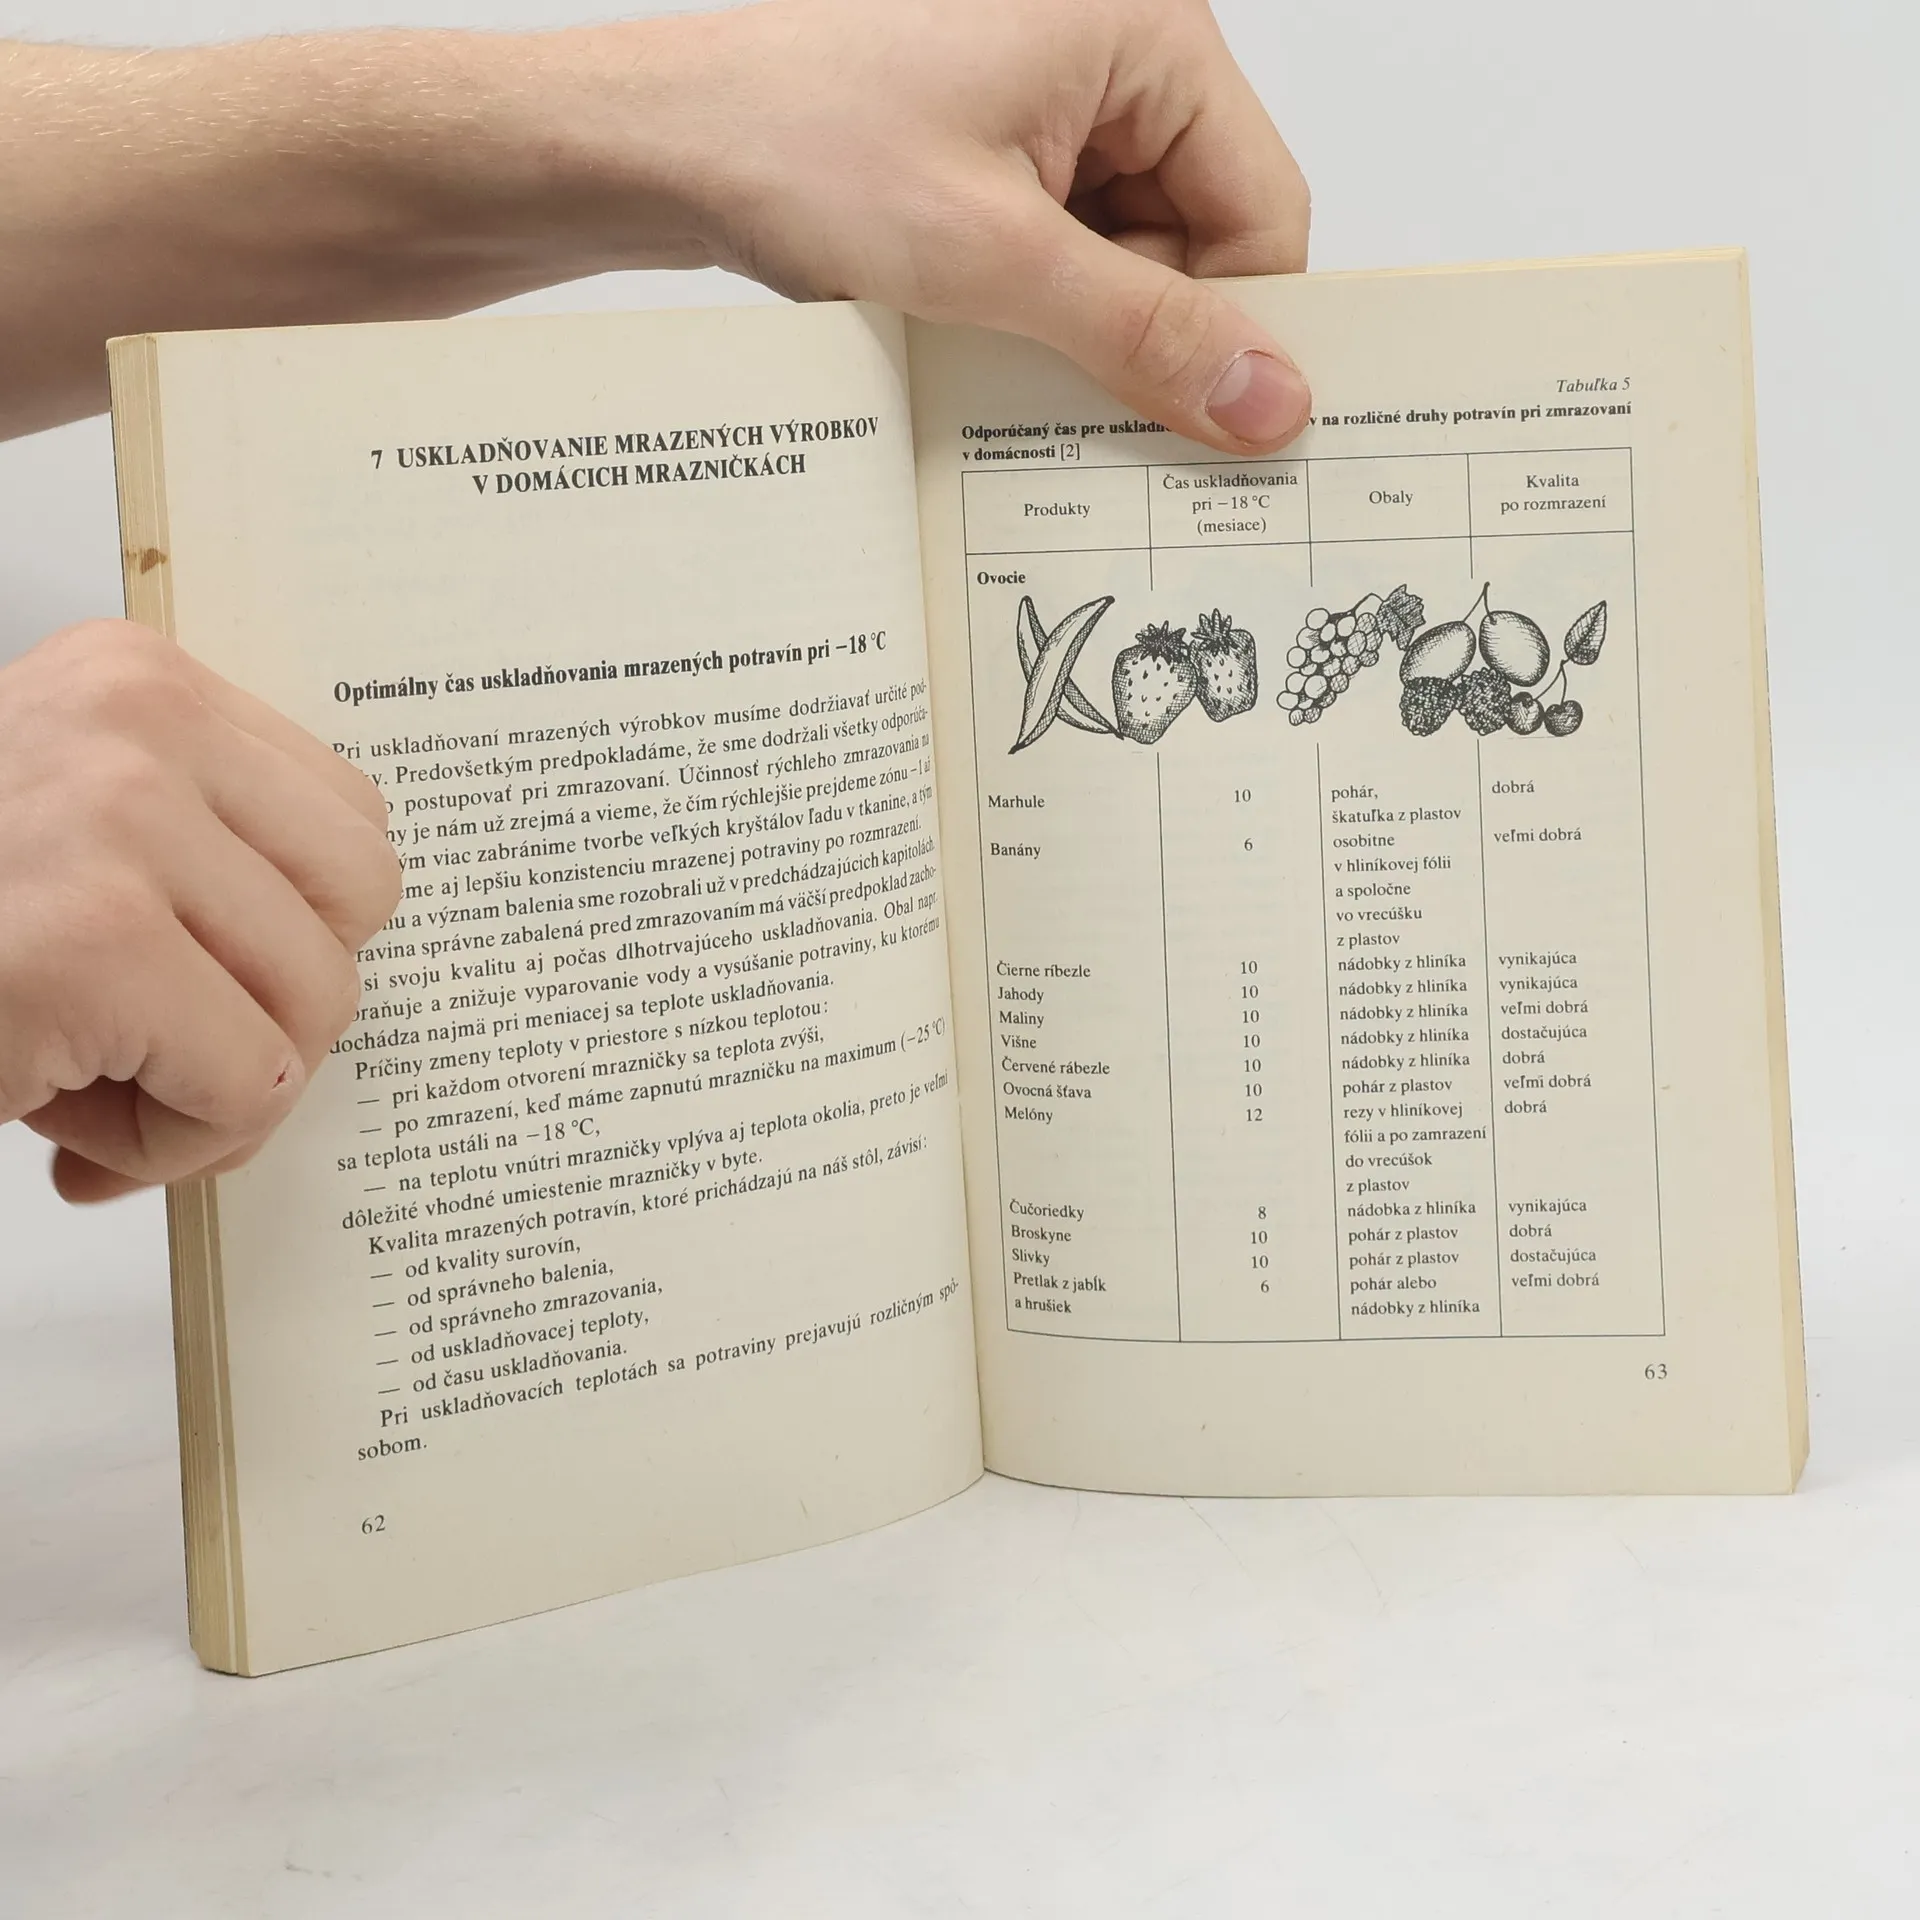 7 USKLADŇOVANIE MRAZENÝCH VÝROBKOV
V DOMÁCICH MRAZNIČKÁCH
Optimálny čas uskladňovania mrazených potravín pri −18 °C
Pri uskladňovaní mrazených výrobkov musíme dodržiavať určité pod-
Predovšetkým predpokladáme, že sme dodržali všetky odporúča-
postupovať pri zmrazovaní. Účinnosť rýchleho zmrazovania na
je nám už zrejmá a vieme, že čím rýchlejšie prejdeme zónu −1 až
viac zabránime tvorbe veľkých kryštálov ľadu v tkanine, a tým
aj lepšiu konzistenciu mrazenej potraviny po rozmrazení.
a význam balenia sme rozobrali už v predchádzajúcich kapitolách.
správne zabalená pred zmrazovaním má väčší predpoklad zacho-
si svoju kvalitu aj počas dlhotrvajúceho uskladňovania. Obal napr.
a znižuje vyparovanie vody a vysúšanie potraviny, ku ktorému
dochádza najmä pri meniacej sa teplote uskladňovania.
Príčiny zmeny teploty v priestore s nízkou teplotou:
— pri každom otvorení mrazničky sa teplota zvýši,
— po zmrazení, keď máme zapnutú mrazničku na maximum (−25 °C)
sa teplota ustáli na −18 °C,
— na teplotu vnútri mrazničky vplýva aj teplota okolia, preto je veľmi
dôležité vhodné umiestenie mrazničky v byte.
Kvalita mrazených potravín, ktoré prichádzajú na náš stôl, závisí:
— od kvality surovín,
— od správneho balenia,
— od správneho zmrazovania,
— od uskladňovacej teploty,
— od času uskladňovania.
Pri uskladňovacích teplotách sa potraviny prejavujú rozličným spô-
sobom.
62
Tabuľka 5
Odporúčaný čas pre na rozličné druhy potravín pri zmrazovaní
v domácnosti [2]
Produkty
Čas uskladňovania
pri −18 °C
(mesiace)
Obaly
Kvalita
po rozmrazení
Ovocie
Marhule 10 pohár, dobrá
škatuľka z plastov
Banány 6 osobitne veľmi dobrá
v hliníkovej fólii
a spoločne
vo vrecúšku
z plastov
Čierne ríbezle 10 nádobky z hliníka vynikajúca
Jahody 10 nádobky z hliníka vynikajúca
Maliny 10 nádobky z hliníka veľmi dobrá
Višne 10 nádobky z hliníka dostačujúca
Červené rábezle 10 nádobky z hliníka dobrá
Ovocná šťava 10 pohár z plastov veľmi dobrá
Melóny 12 rezy v hliníkovej dobrá
fólii a po zamrazení
do vrecúšok
z plastov
Čučoriedky 8 nádobka z hliníka vynikajúca
Broskyne 10 pohár z plastov dobrá
Slivky 10 pohár z plastov dostačujúca
Pretlak z jabĺk 6 pohár alebo veľmi dobrá
a hrušiek nádobky z hliníka
63